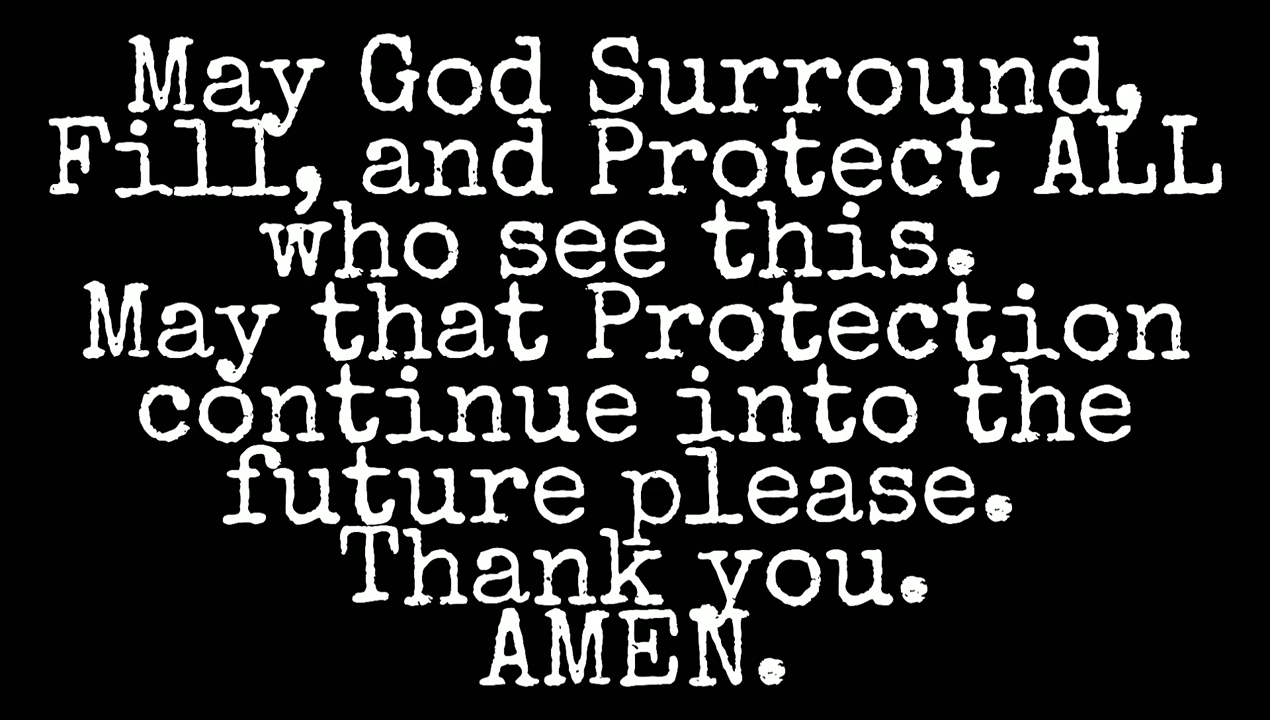 May God Surround,
Fill, and Protect ALL
who see this.
May that Protection
continue into the
future please.
Thank you.
AMEN.